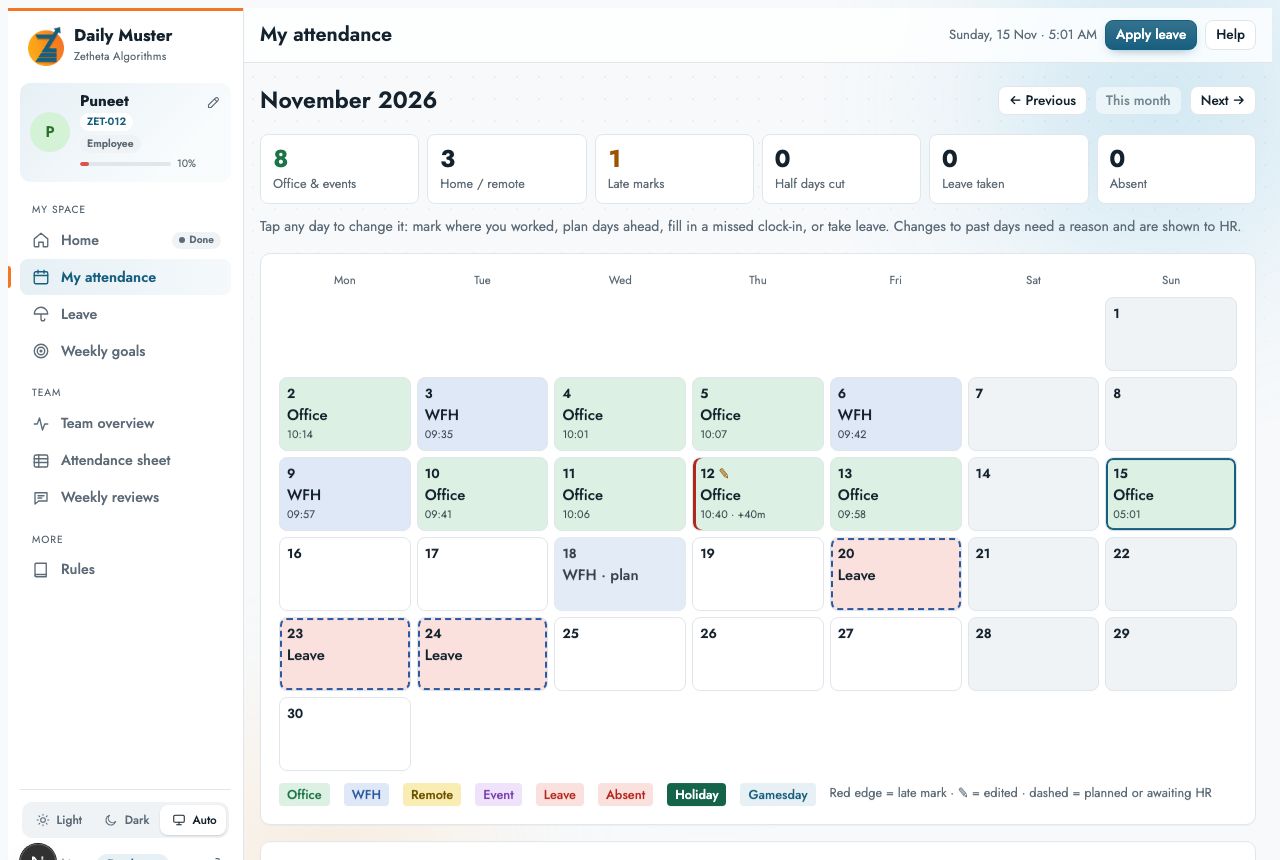 Daily Muster
Zetheta Algorithms
Puneet
ZET-012
Employee
P
10%
MY SPACE
Home
Done
My attendance
Leave
Weekly goals
TEAM
Team overview
Attendance sheet
Weekly reviews
MORE
Rules
Light Dark Auto
My attendance
Sunday, 15 Nov · 5:01 AM
Apply leave
Help
November 2026
← Previous
This month
Next →
8
Office & events
3
Home / remote
1
Late marks
0
Half days cut
0
Leave taken
0
Absent
Tap any day to change it: mark where you worked, plan days ahead, fill in a missed clock-in, or take leave. Changes to past days need a reason and are shown to HR.
Mon Tue Wed Thu Fri Sat Sun
1
2 3 4 5 6 7 8
Office WFH Office Office WFH
10:14 09:35 10:01 10:07 09:42
9 10 11 12 ✎ 13 14 15
WFH Office Office Office Office Office
09:57 09:41 10:06 10:40 · +40m 09:58 05:01
16 17 18 19 20 21 22
WFH · plan Leave
23 24 25 26 27 28 29
Leave Leave
30
Office WFH Remote Event Leave Absent Holiday Gamesday Red edge = late mark · ✎ = edited · dashed = planned or awaiting HR